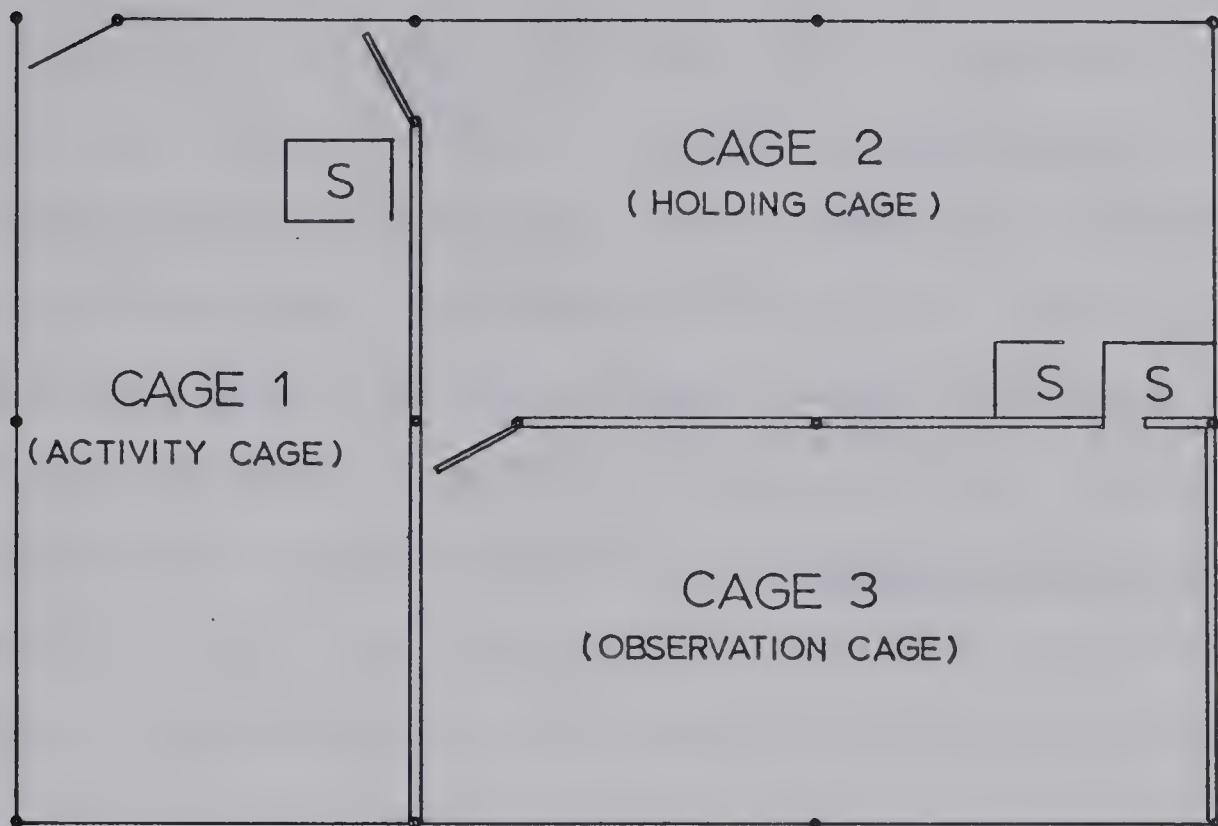 CAGE 2
(HOLDING CAGE)
S
CAGE 1
(ACTIVITY CAGE)
S
S
CAGE 3
(OBSERVATION CAGE)